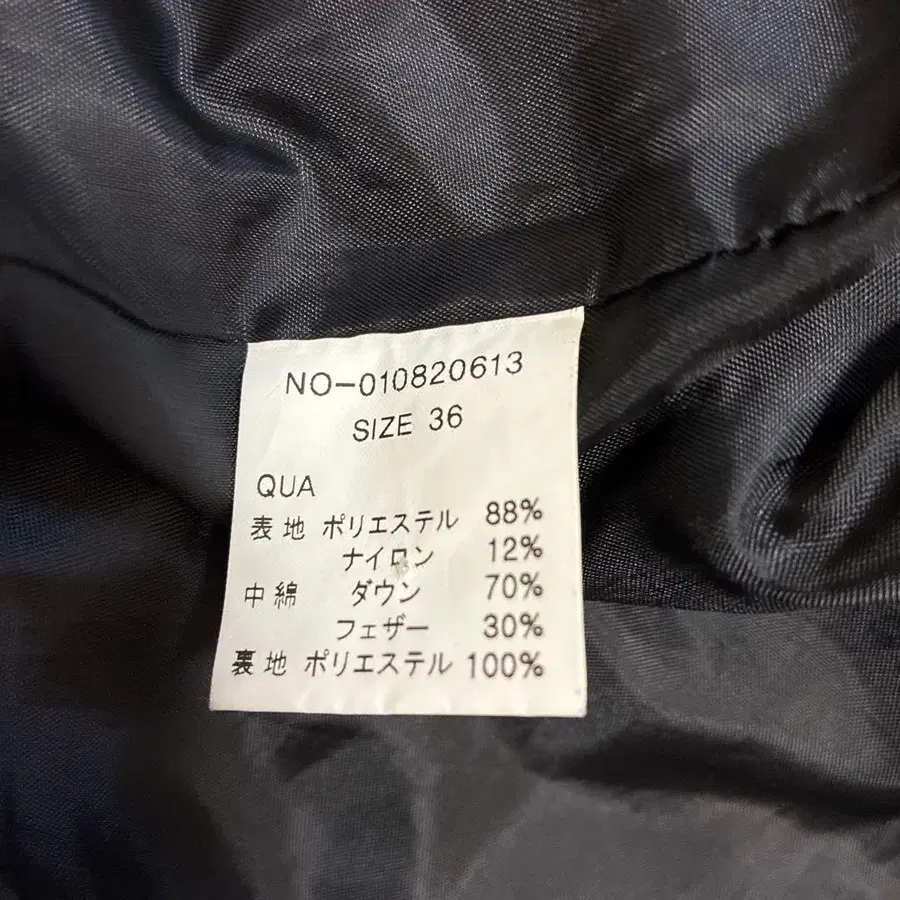 NO-010820613
SIZE 36
QUA
表地 ポリエステル 88%
ナイロン 12%
中綿 ダウン 70%
フェザー 30%
裏地 ポリエステル 100%